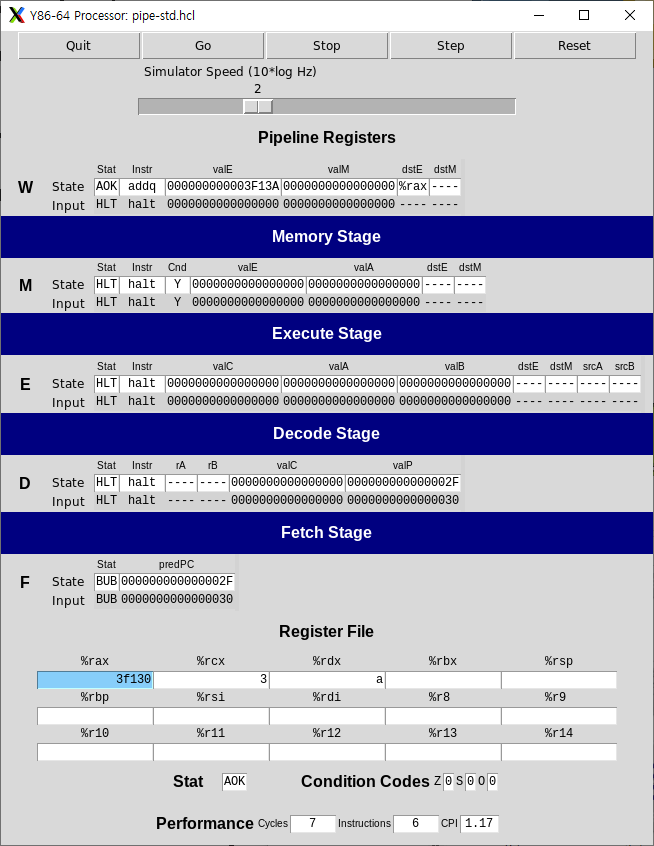 Y86-64 Processor: pipe-std.hcl
Quit Go Stop Step Reset
Simulator Speed (10*log Hz)
2
Pipeline Registers
Stat Instr valE valM dstE dstM
W State AOK addq 000000000003F13A 0000000000000000 %rax ----
Input HLT halt 0000000000000000 0000000000000000 ---- ----
Memory Stage
Stat Instr Cnd valE valA dstE dstM
M State HLT halt Y 0000000000000000 0000000000000000 ---- ----
Input HLT halt Y 0000000000000000 0000000000000000 ---- ----
Execute Stage
Stat Instr valC valA valB dstE dstM srcA srcB
E State HLT halt 0000000000000000 0000000000000000 0000000000000000 ---- ---- ---- ----
Input HLT halt 0000000000000000 0000000000000000 0000000000000000 ---- ---- ---- ----
Decode Stage
Stat Instr rA rB valC valP
D State HLT halt ---- ---- 0000000000000000 000000000000002F
Input HLT halt ---- ---- 0000000000000000 0000000000000030
Fetch Stage
Stat predPC
F State BUB 000000000000002F
Input BUB 0000000000000030
Register File
%rax %rcx %rdx %rbx %rsp
3f130 3 a
%rbp %rsi %rdi %r8 %r9
%r10 %r11 %r12 %r13 %r14
Stat AOK Condition Codes Z 0 S 0 O 0
Performance Cycles 7 Instructions 6 CPI 1.17